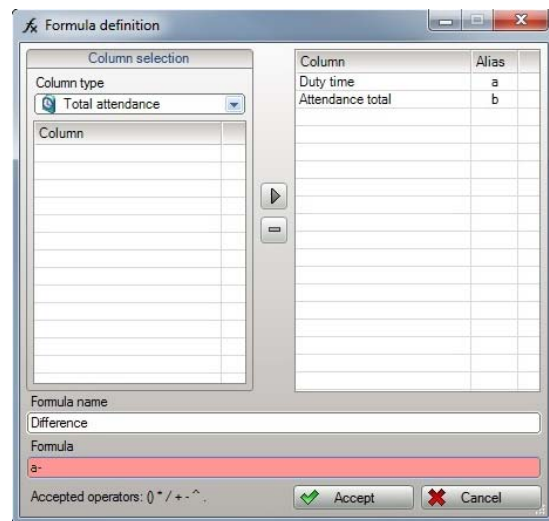 fx Formula definition
Column selection
Column type
Total attendance
Column
Column Alias
Duty time a
Attendance total b
Formula name
Difference
Formula
a-
Accepted operators: () * / + - ^ .
Accept
Cancel